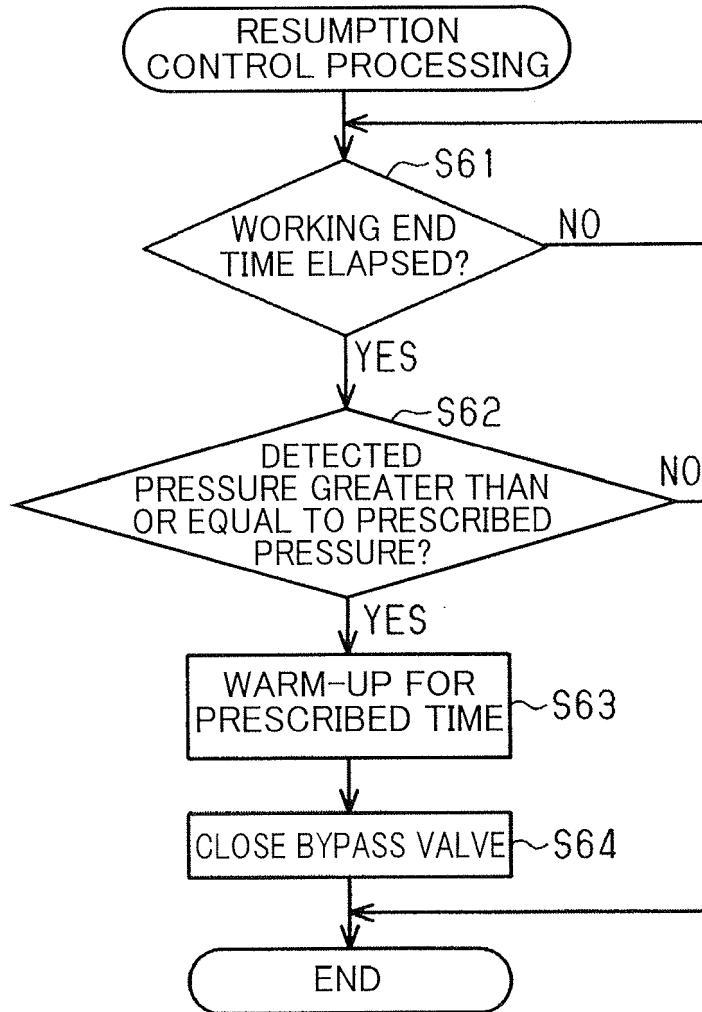 RESUMPTION
CONTROL PROCESSING
S61
WORKING END
TIME ELAPSED?
NO
YES
S62
DETECTED
PRESSURE GREATER THAN
OR EQUAL TO PRESCRIBED
PRESSURE?
NO
YES
WARM-UP FOR
PRESCRIBED TIME
S63
CLOSE BYPASS VALVE
S64
END